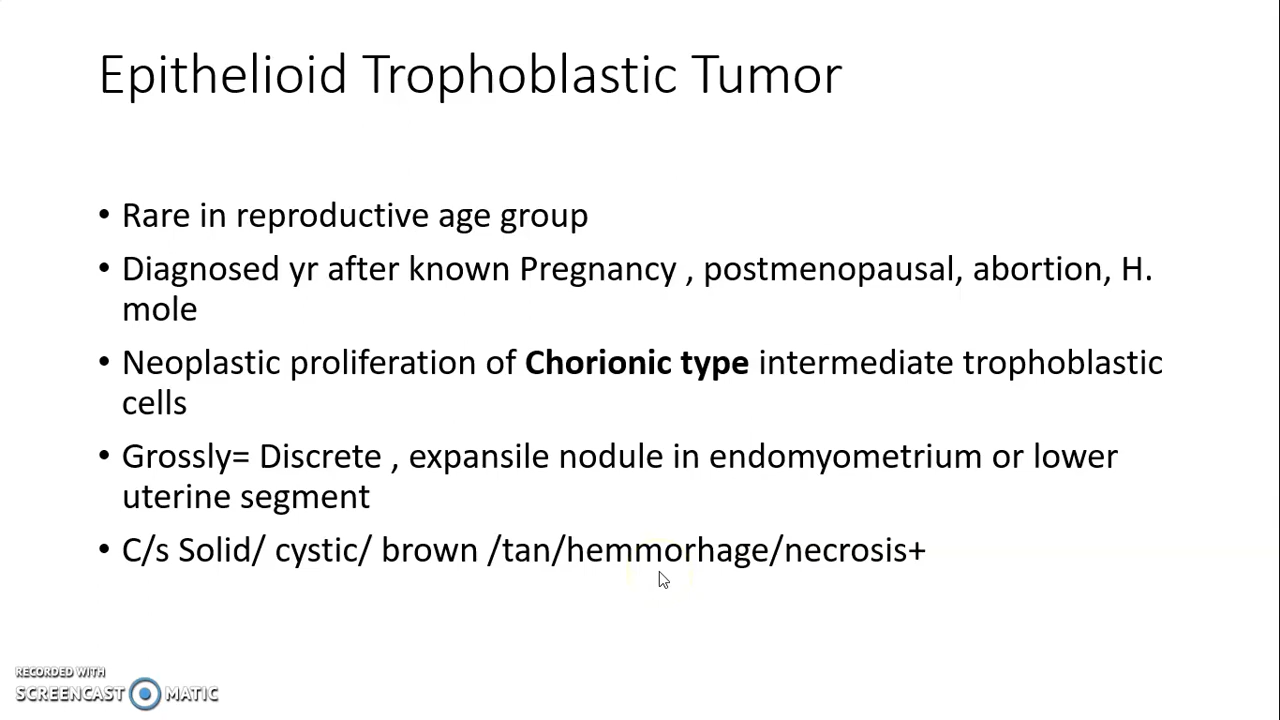 Epithelioid Trophoblastic Tumor
• Rare in reproductive age group
• Diagnosed yr after known Pregnancy , postmenopausal, abortion, H.
mole
• Neoplastic proliferation of Chorionic type intermediate trophoblastic
cells
• Grossly= Discrete , expansile nodule in endomyometrium or lower
uterine segment
• C/s Solid/ cystic/ brown /tan/hemmorhage/necrosis+
RECORDED WITH
SCREENCAST MATIC